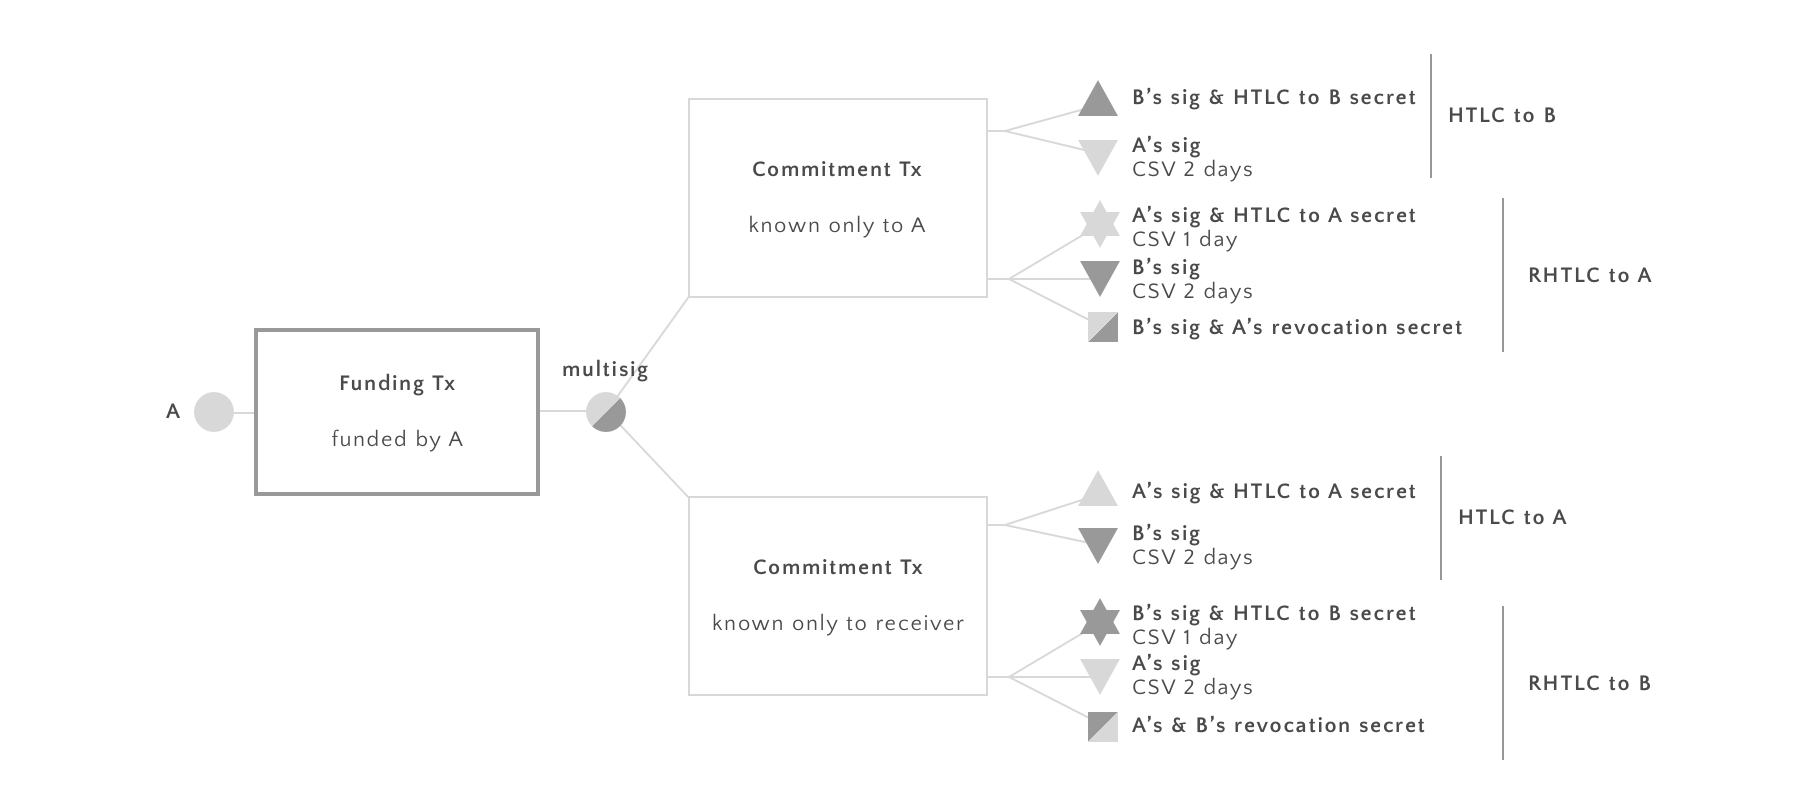 A
Funding Tx
funded by A
multisig
Commitment Tx
known only to A
B's sig & HTLC to B secret
A's sig
CSV 2 days
HTLC to B
A's sig & HTLC to A secret
CSV 1 day
B's sig
CSV 2 days
B's sig & A's revocation secret
RHTLC to A
Commitment Tx
known only to receiver
A's sig & HTLC to A secret
B's sig
CSV 2 days
HTLC to A
B's sig & HTLC to B secret
CSV 1 day
A's sig
CSV 2 days
A's & B's revocation secret
RHTLC to B